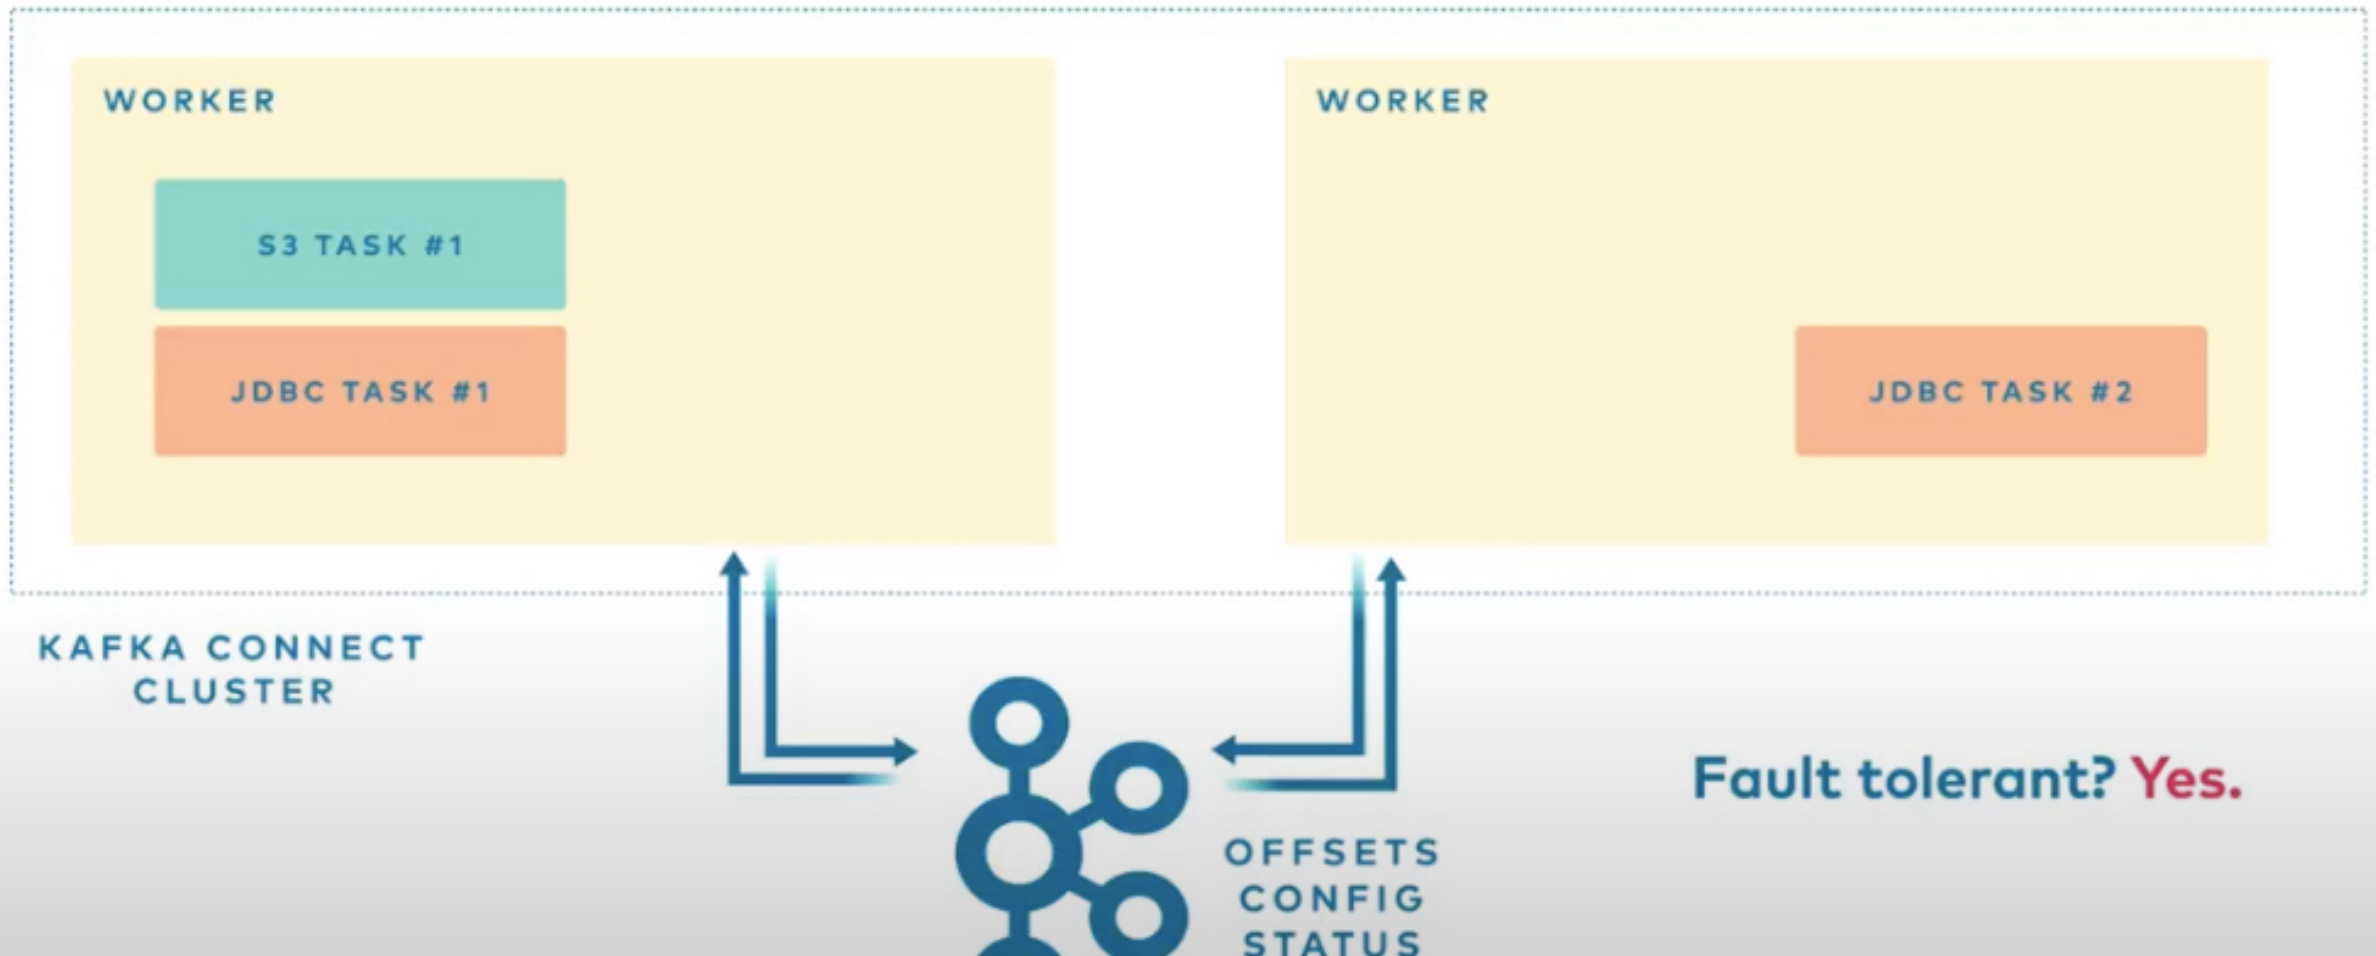 WORKER
S3 TASK #1
JDBC TASK #1
WORKER
JDBC TASK #2
KAFKA CONNECT
CLUSTER
OFFSETS
CONFIG
STATUS
Fault tolerant? Yes.